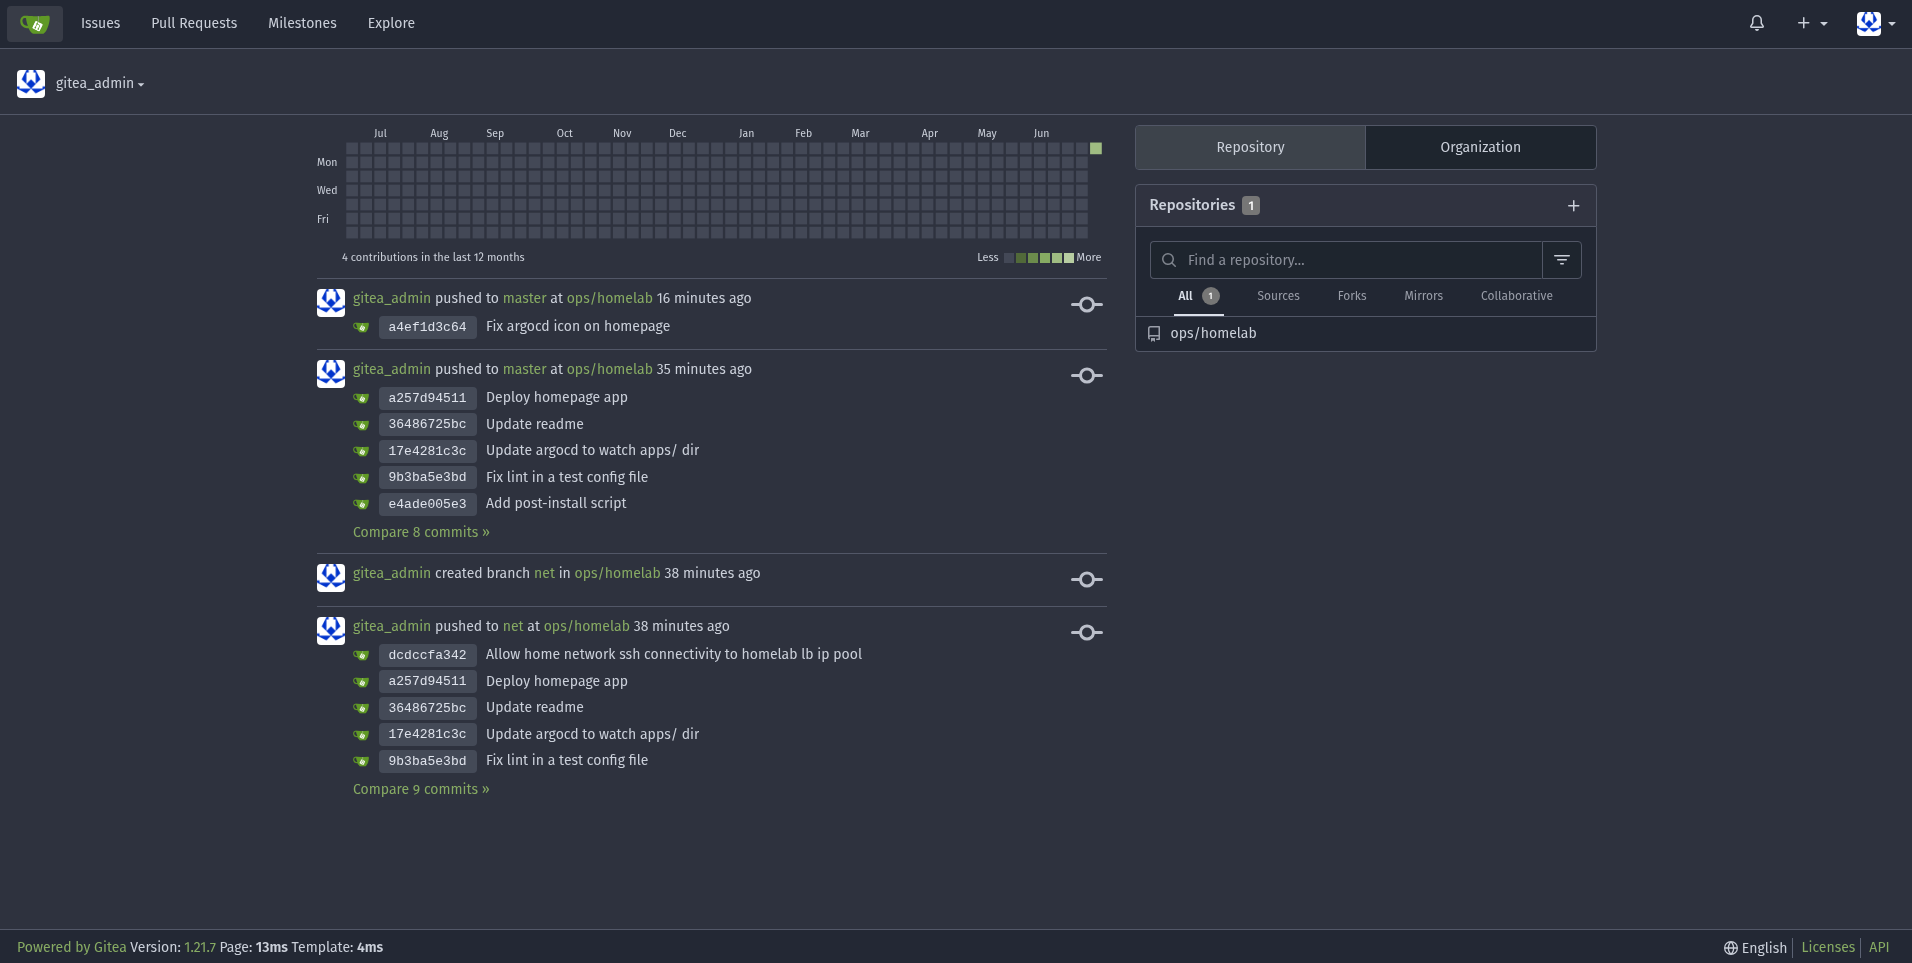 Issues Pull Requests Milestones Explore
gitea_admin
Jul Aug Sep Oct Nov Dec Jan Feb Mar Apr May Jun
Mon
Wed
Fri
4 contributions in the last 12 months Less More
gitea_admin pushed to master at ops/homelab 16 minutes ago
a4ef1d3c64 Fix argocd icon on homepage
gitea_admin pushed to master at ops/homelab 35 minutes ago
a257d94511 Deploy homepage app
36486725bc Update readme
17e4281c3c Update argocd to watch apps/ dir
9b3ba5e3bd Fix lint in a test config file
e4ade005e3 Add post-install script
Compare 8 commits »
gitea_admin created branch net in ops/homelab 38 minutes ago
gitea_admin pushed to net at ops/homelab 38 minutes ago
dcdccfa342 Allow home network ssh connectivity to homelab lb ip pool
a257d94511 Deploy homepage app
36486725bc Update readme
17e4281c3c Update argocd to watch apps/ dir
9b3ba5e3bd Fix lint in a test config file
Compare 9 commits »
Repository Organization
Repositories 1
Find a repository...
All 1 Sources Forks Mirrors Collaborative
ops/homelab
Powered by Gitea Version: 1.21.7 Page: 13ms Template: 4ms English Licenses API